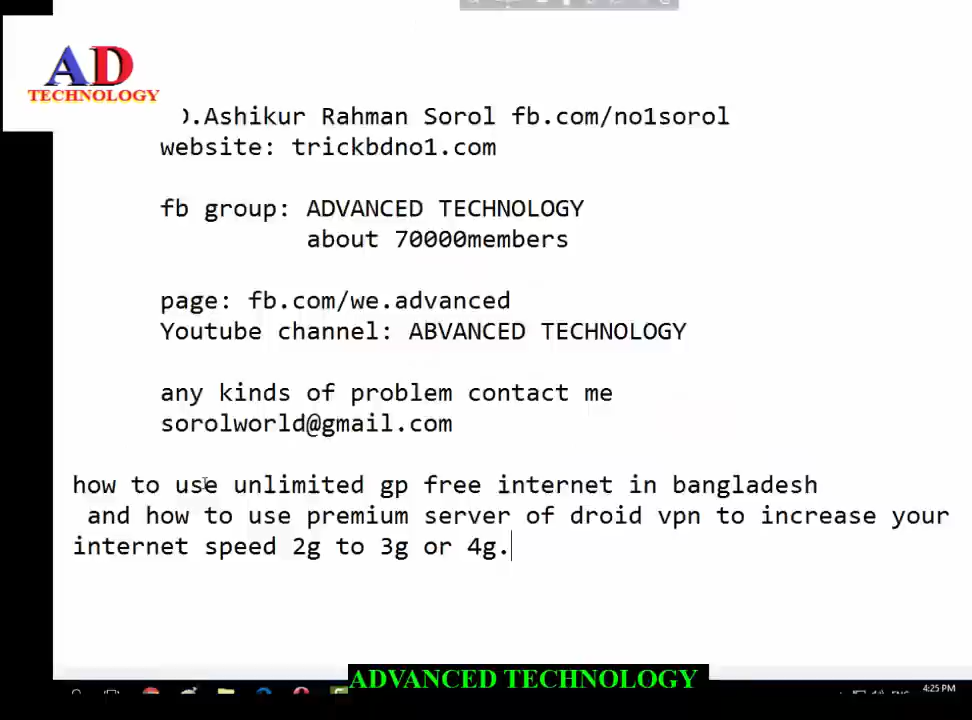 AD
TECHNOLOGY
.Ashikur Rahman Sorol fb.com/no1sorol
website: trickbdno1.com
fb group: ADVANCED TECHNOLOGY
about 70000members
page: fb.com/we.advanced
Youtube channel: ABVANCED TECHNOLOGY
any kinds of problem contact me
sorolworld@gmail.com
how to use unlimited gp free internet in bangladesh
and how to use premium server of droid vpn to increase your
internet speed 2g to 3g or 4g.
ADVANCED TECHNOLOGY
4:25 PM